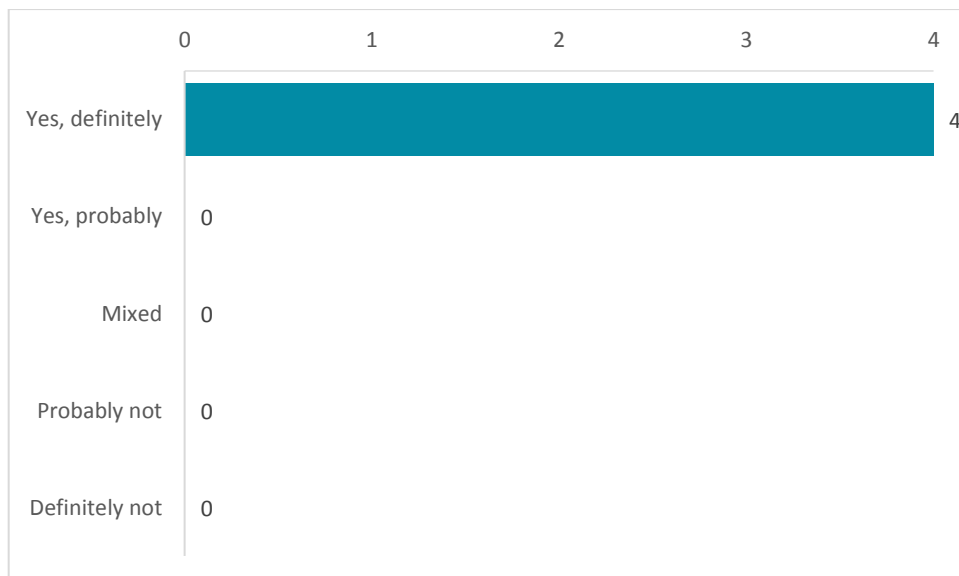 0 1 2 3 4
Yes, definitely 4
Yes, probably 0
Mixed 0
Probably not 0
Definitely not 0